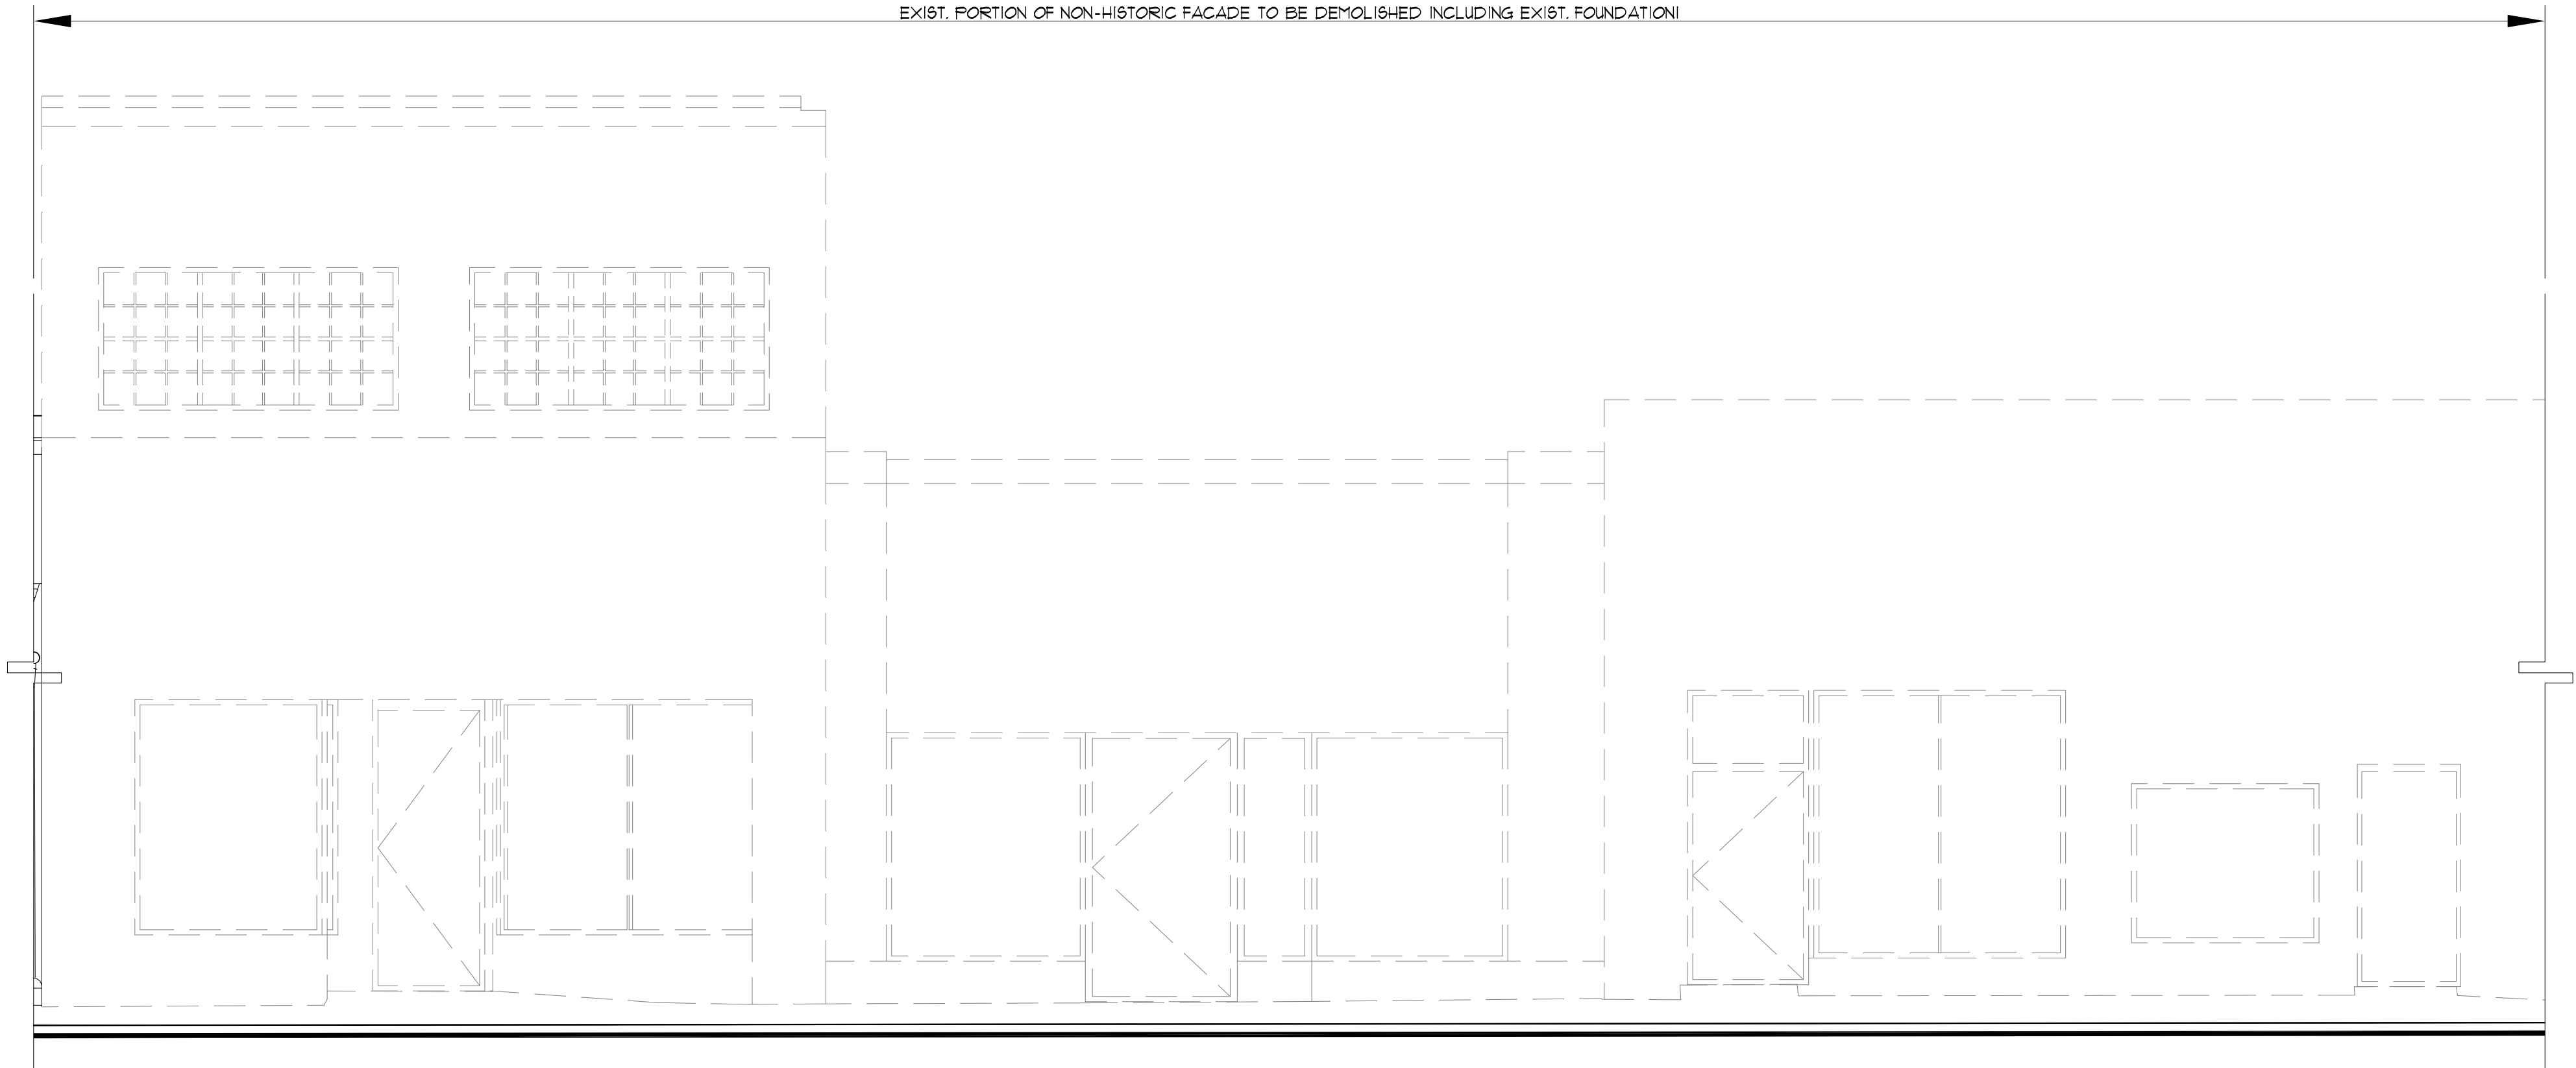 EXIST. PORTION OF NON-HISTORIC FACADE TO BE DEMOLISHED INCLUDING EXIST. FOUNDATION!